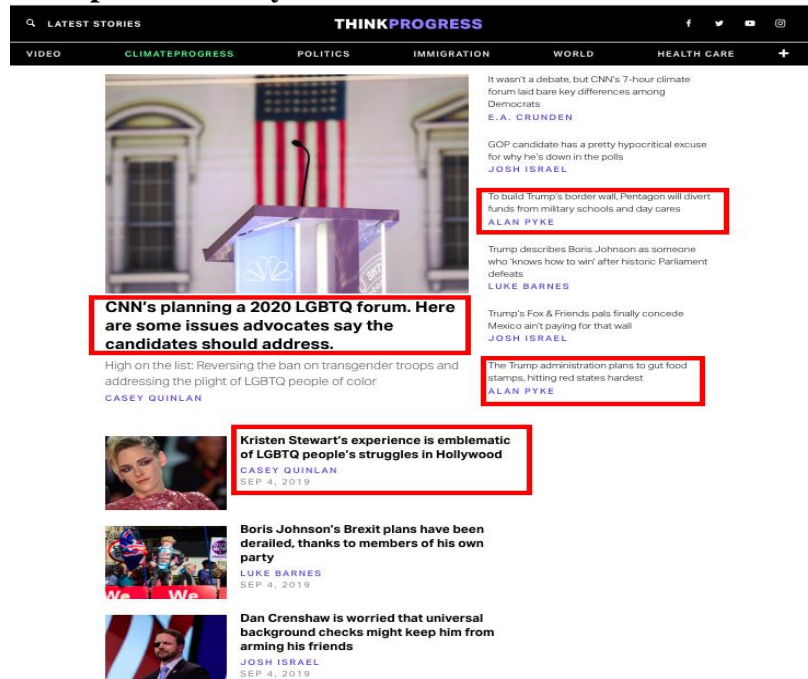 LATEST STORIES
THINKPROGRESS
VIDEO
CLIMATEPROGRESS
POLITICS
IMMIGRATION
WORLD
HEALTH CARE
CNN's planning a 2020 LGBTQ forum. Here
are some issues advocates say the
candidates should address.
High on the list: Reversing the ban on transgender troops and
addressing the plight of LGBTQ people of color
CASEY QUINLAN
It wasn't a debate, but CNN's 7-hour climate
forum laid bare key differences among
Democrats
E.A. CRUNDEN
GOP candidate has a pretty hypocritical excuse
for why he's down in the polls
JOSH ISRAEL
To build Trump's border wall, Pentagon will divert
funds from military schools and day cares
ALAN PYKE
Trump describes Boris Johnson as someone
who 'knows how to win' after historic Parliament
defeats
LUKE BARNES
Trump's Fox & Friends pals finally concede
Mexico ain't paying for that wall
JOSH ISRAEL
The Trump administration plans to gut food
stamps, hitting red states hardest
ALAN PYKE
Kristen Stewart's experience is emblematic
of LGBTQ people's struggles in Hollywood
CASEY QUINLAN
SEP 4, 2019
Boris Johnson's Brexit plans have been
derailed, thanks to members of his own
party
LUKE BARNES
SEP 4, 2019
We We
Dan Crenshaw is worried that universal
background checks might keep him from
arming his friends
JOSH ISRAEL
SEP 4, 2019